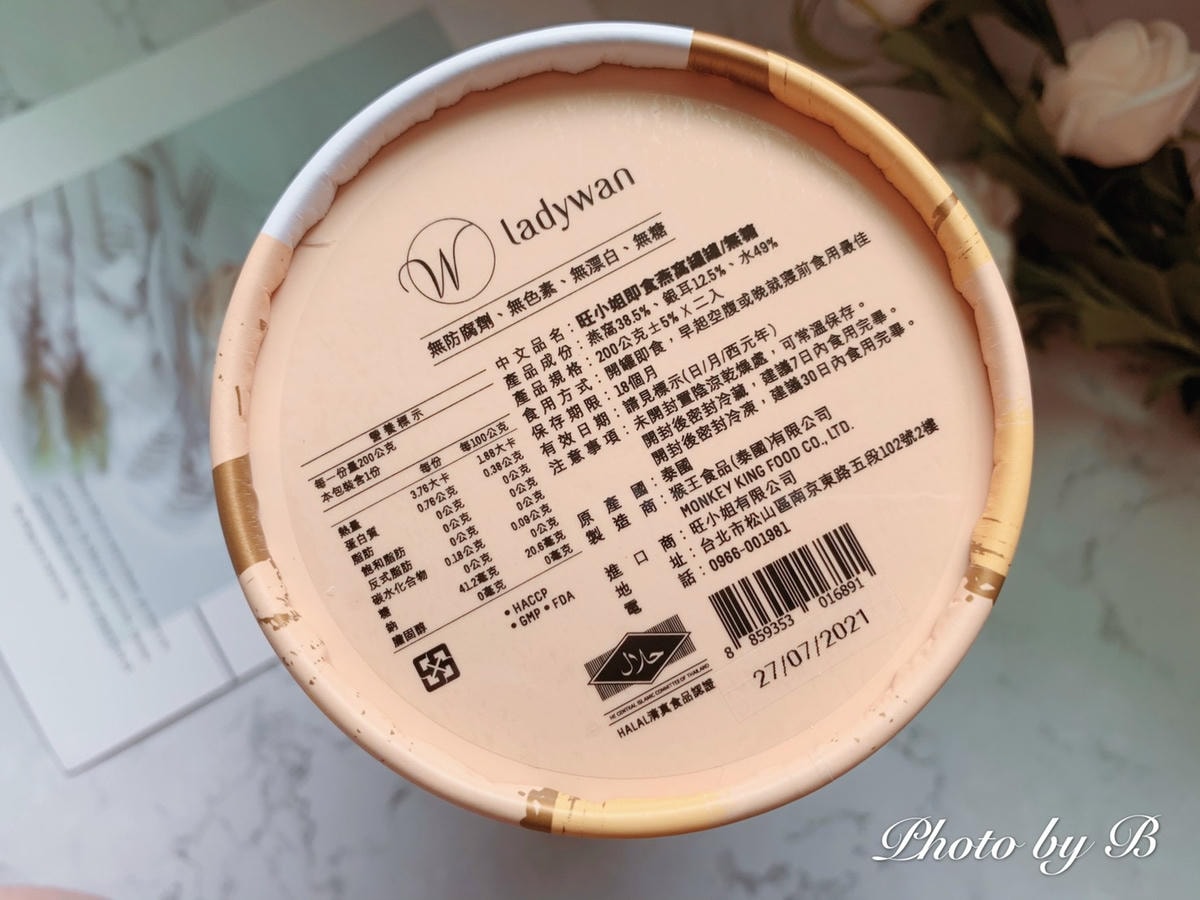 W ladywan
無防腐劑、無色素、無漂白、無糖
中文品名：旺小姐即食燕窩罐罐/無糖
產品成份：燕窩38.5%、銀耳12.5%、水49%
產品規格：200公克±5% X 二入
食用方式：開罐即食，早起空腹或晚就寢前食用最佳
保存期限：18個月
有效日期：請見標示(日/月/西元年)
注意事項：未開封置陰涼乾燥處，可常溫保存。
開封後密封冷藏，建議7日內食用完畢。
開封後密封冷凍，建議30日內食用完畢。
原產國：泰國
製造商：猴王食品(泰國)有限公司
MONKEY KING FOOD CO., LTD.
進口商：旺小姐有限公司
地址：台北市松山區南京東路五段102號2樓
電話：0966-001981
營養標示
每一份量200公克
本包裝含1份
每份 每100公克
熱量 3.76大卡 1.88大卡
蛋白質 0.76公克 0.38公克
脂肪 0公克 0公克
飽和脂肪 0公克 0公克
反式脂肪 0公克 0公克
碳水化合物 0.18公克 0.09公克
糖 0公克 0公克
鈉 41.2毫克 20.6毫克
膽固醇 0毫克 0毫克
• HACCP
• GMP • FDA
حلال
HE CENTRAL ISLAMIC COMMITTEE OF THAILAND
HALAL清真食品認證
8 859353 016891
27/07/2021
Photo by B